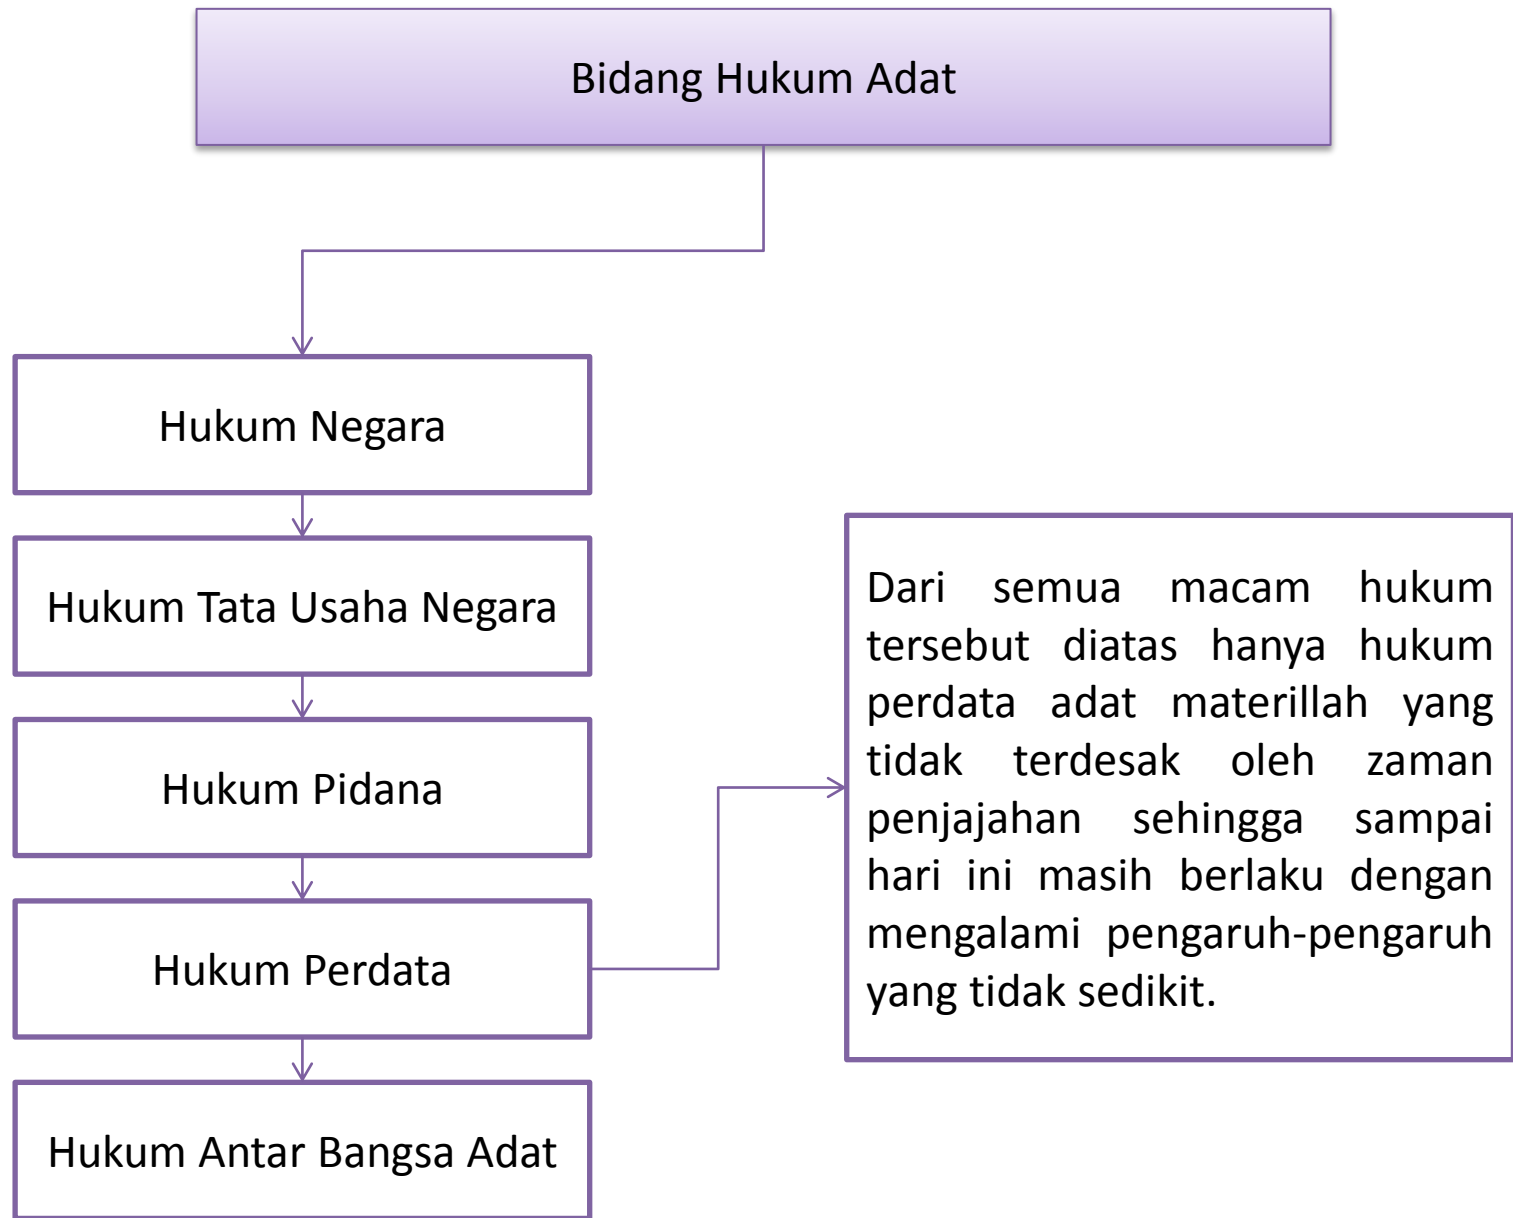 Bidang Hukum Adat
Hukum Negara
Hukum Tata Usaha Negara
Hukum Pidana
Hukum Perdata
Hukum Antar Bangsa Adat
Dari semua macam hukum
tersebut diatas hanya hukum
perdata adat materillah yang
tidak terdesak oleh zaman
penjajahan sehingga sampai
hari ini masih berlaku dengan
mengalami pengaruh-pengaruh
yang tidak sedikit.